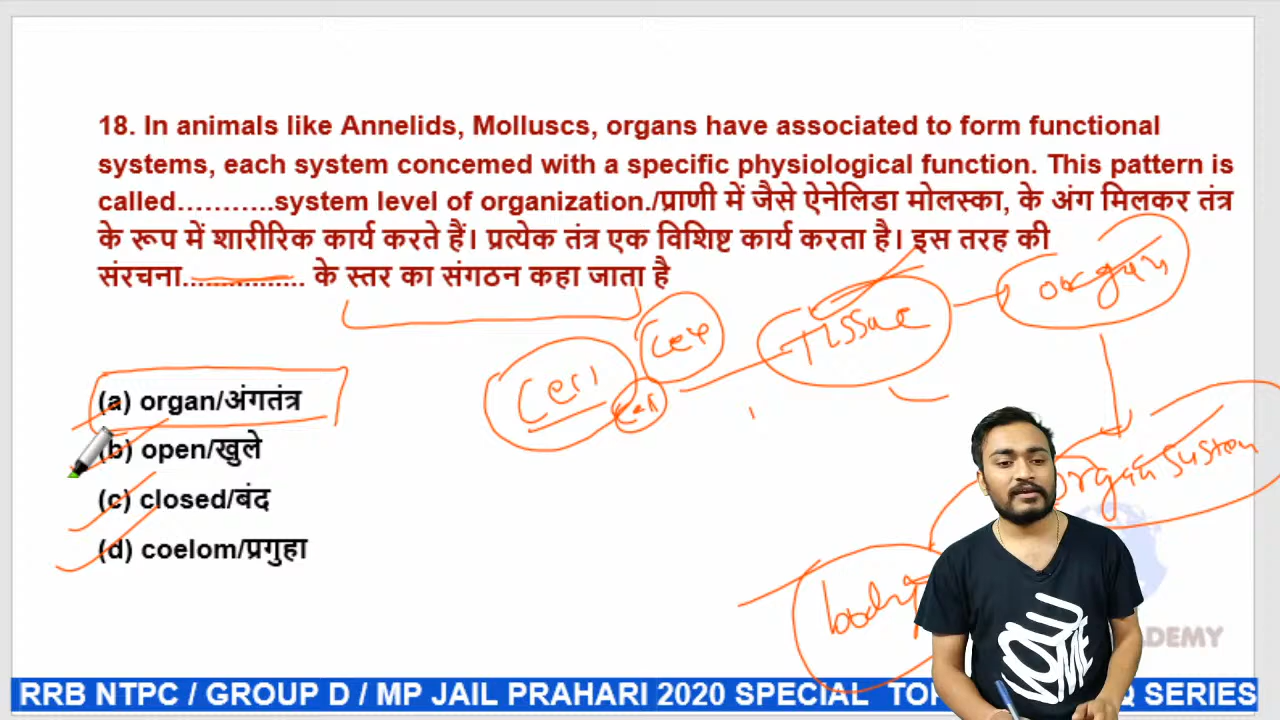 18. In animals like Annelids, Molluscs, organs have associated to form functional
systems, each system concemed with a specific physiological function. This pattern is
called………..system level of organization./प्राणी में जैसे ऐनेलिडा मोलस्का, के अंग मिलकर तंत्र
के रूप में शारीरिक कार्य करते हैं। प्रत्येक तंत्र एक विशिष्ट कार्य करता है। इस तरह की
संरचना................ के स्तर का संगठन कहा जाता है
organ
Tissue
(a) organ/अंगतंत्र
(b) open/खुले
organ system
(c) closed/बंद
(d) coelom/प्रगुहा
body
DEMY
RRB NTPC / GROUP D / MP JAIL PRAHARI 2020 SPECIAL TOP Q SERIES